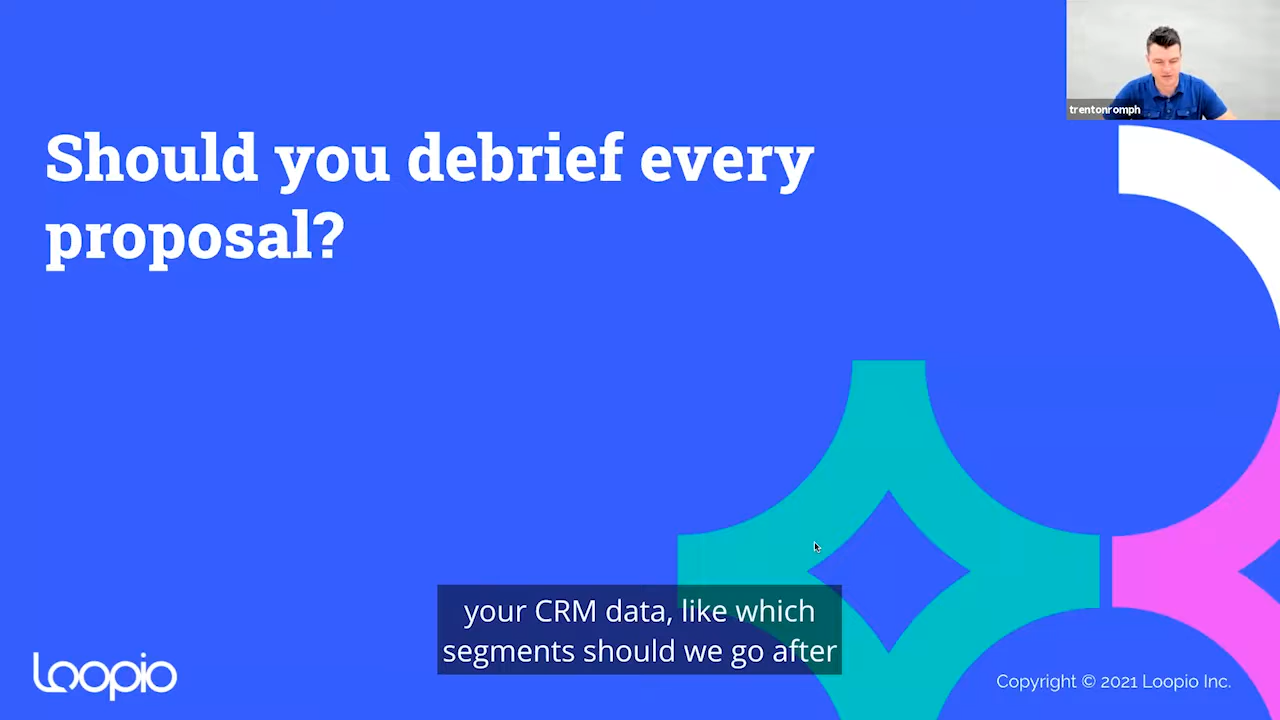 trentonromph
Should you debrief every
proposal?
your CRM data, like which
segments should we go after
Loopio
Copyright © 2021 Loopio Inc.